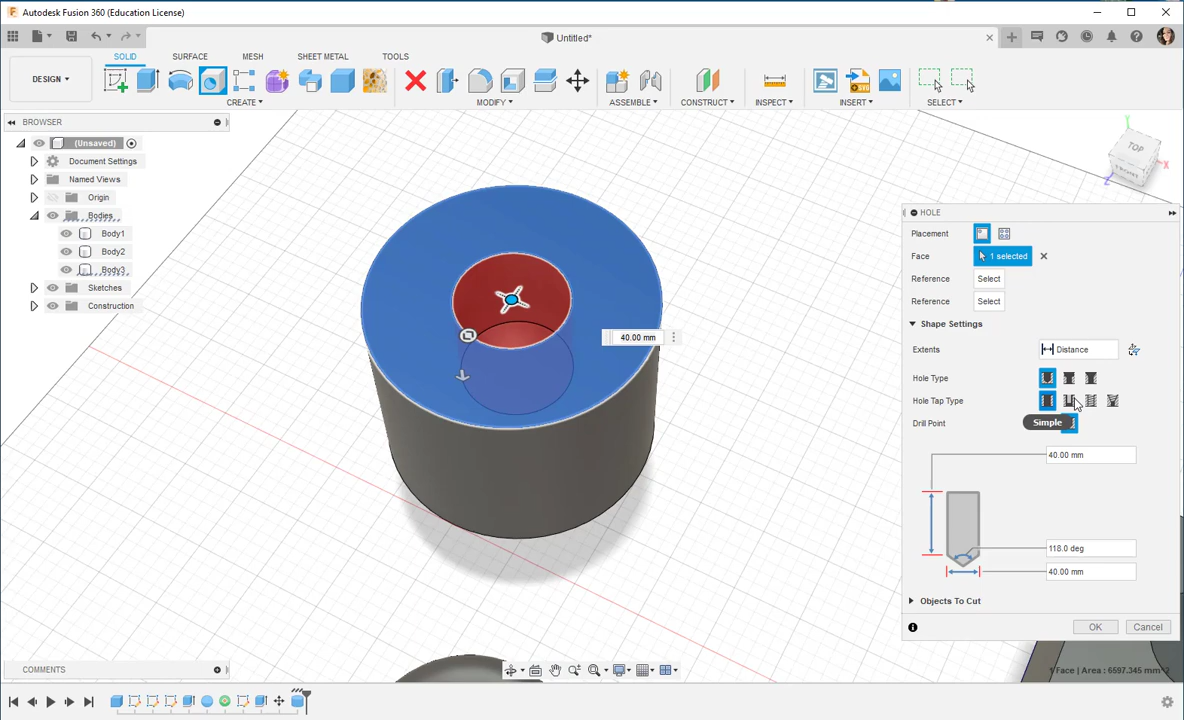 Autodesk Fusion 360 (Education License)
Untitled*
SOLID SURFACE MESH SHEET METAL TOOLS
DESIGN
CREATE MODIFY ASSEMBLE CONSTRUCT INSPECT INSERT SELECT
BROWSER
(Unsaved)
Document Settings
Named Views
Origin
Bodies
Body1
Body2
Body3
Sketches
Construction
TOP
FRONT
X
Y
Z
40.00 mm
HOLE
Placement
Face 1 selected
Reference Select
Reference Select
Shape Settings
Extents Distance
Hole Type
Hole Tap Type
Drill Point Simple
40.00 mm
118.0 deg
40.00 mm
Objects To Cut
OK Cancel
1 Face | Area : 6597.345 mm^2
COMMENTS